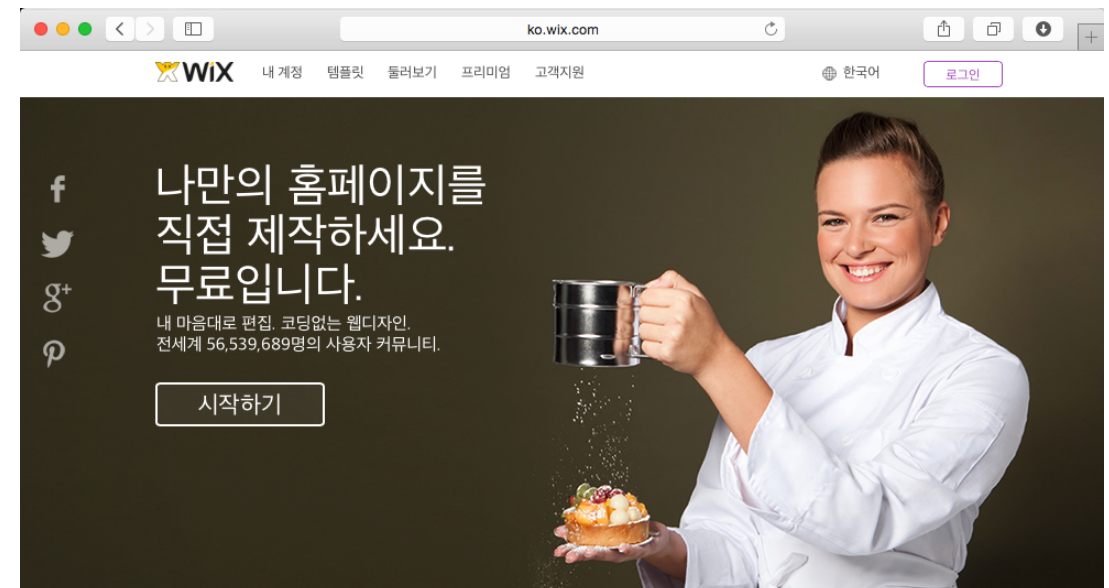 ko.wix.com
WiX 내 계정 템플릿 둘러보기 프리미엄 고객지원 한국어 로그인
나만의 홈페이지를
직접 제작하세요.
무료입니다.
내 마음대로 편집. 코딩없는 웹디자인.
전세계 56,539,689명의 사용자 커뮤니티.
시작하기